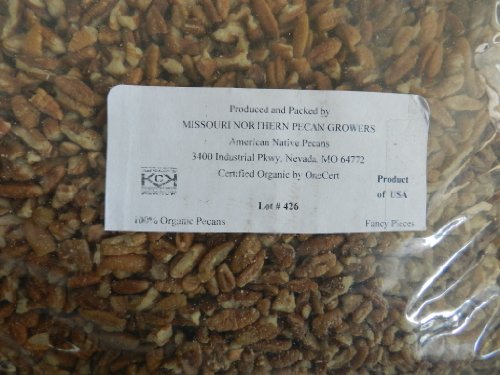 Produced and Packed by
MISSOURI NORTHERN PECAN GROWERS
American Native Pecans
3400 Industrial Pkwy, Nevada, MO 64772
Certified Organic by OneCert
KCK
Product
of USA
Lot # 426
100% Organic Pecans
Fancy Pieces